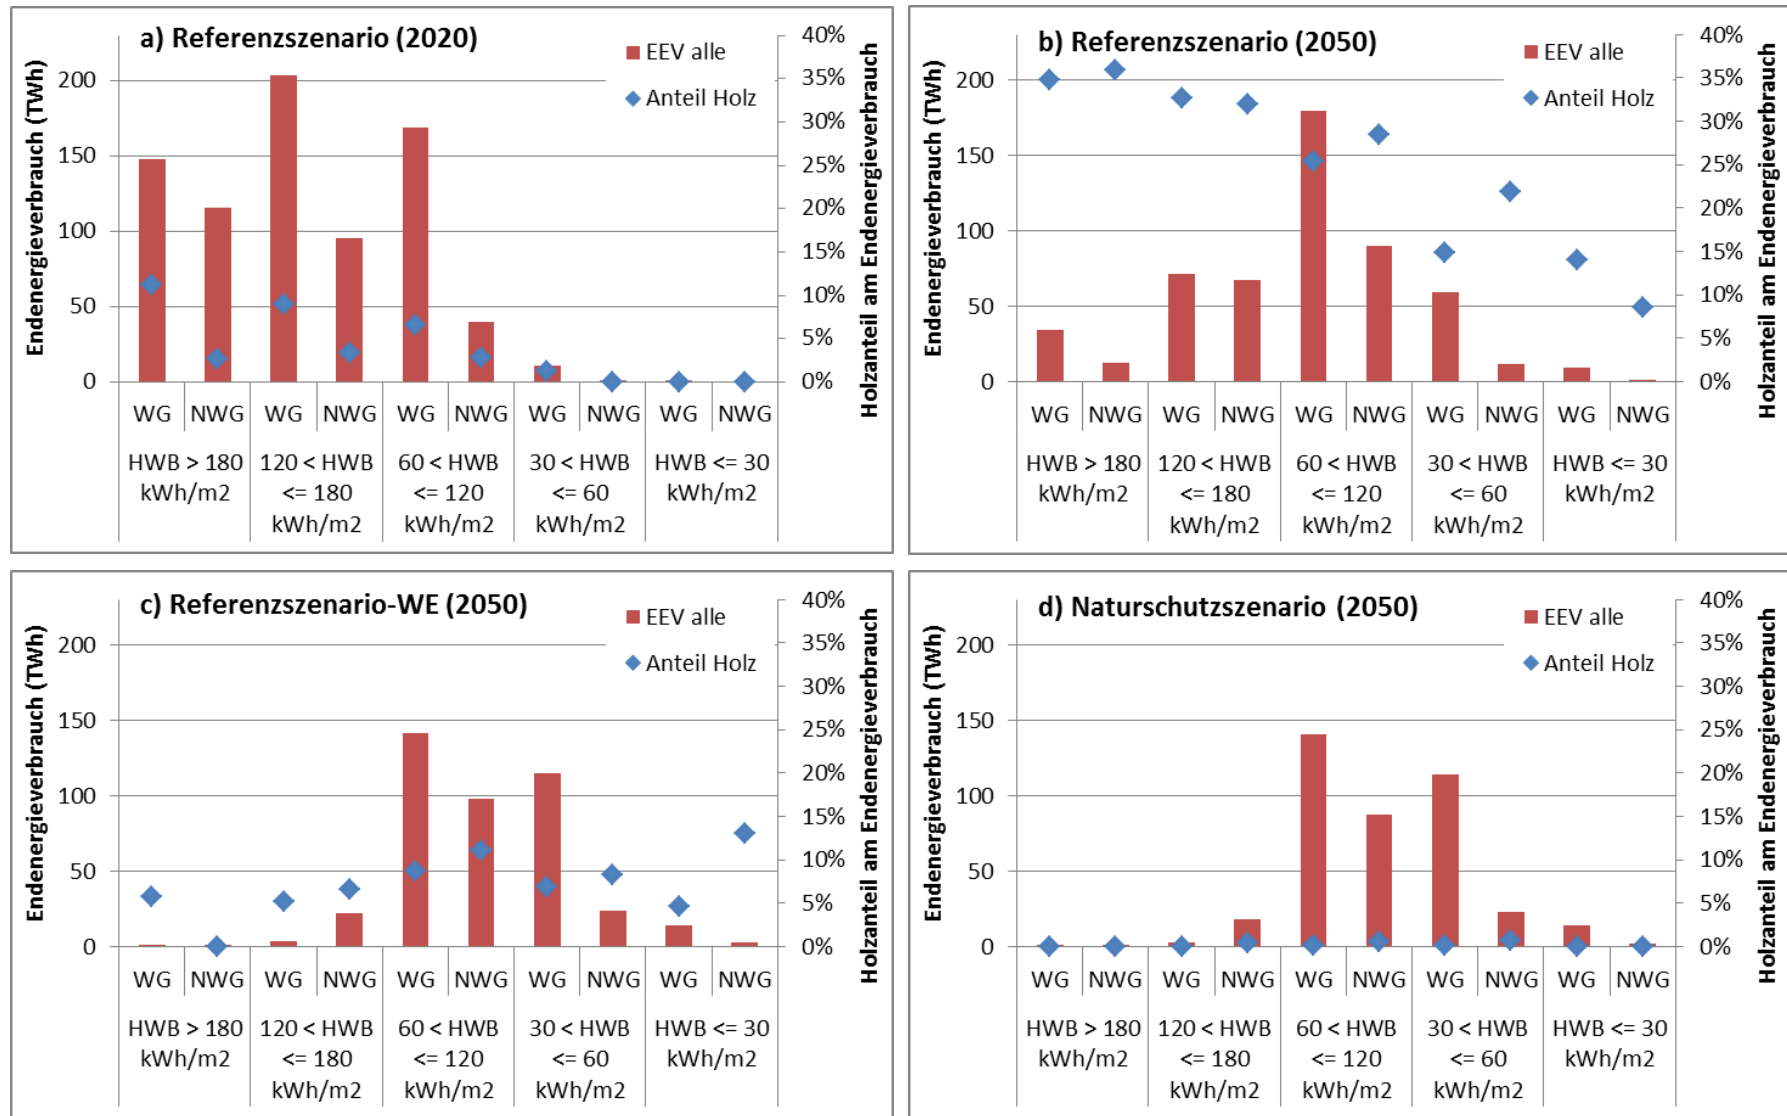 a) Referenzszenario (2020)
EEV alle
Anteil Holz
Endenergieverbrauch (TWh)
200
150
100
50
0
40%
35%
30%
25%
20%
15%
10%
5%
0%
Holzanteil am Endenergieverbrauch
WG NWG WG NWG WG NWG WG NWG WG NWG
HWB > 180 120 < HWB 60 < HWB 30 < HWB HWB <= 30
kWh/m2 <= 180 <= 120 <= 60 kWh/m2
kWh/m2 kWh/m2 kWh/m2
b) Referenzszenario (2050)
EEV alle
Anteil Holz
Endenergieverbrauch (TWh)
200
150
100
50
0
40%
35%
30%
25%
20%
15%
10%
5%
0%
Holzanteil am Endenergieverbrauch
WG NWG WG NWG WG NWG WG NWG WG NWG
HWB > 180 120 < HWB 60 < HWB 30 < HWB HWB <= 30
kWh/m2 <= 180 <= 120 <= 60 kWh/m2
kWh/m2 kWh/m2 kWh/m2
c) Referenzszenario-WE (2050)
EEV alle
Anteil Holz
Endenergieverbrauch (TWh)
200
150
100
50
0
40%
35%
30%
25%
20%
15%
10%
5%
0%
Holzanteil am Endenergieverbrauch
WG NWG WG NWG WG NWG WG NWG WG NWG
HWB > 180 120 < HWB 60 < HWB 30 < HWB HWB <= 30
kWh/m2 <= 180 <= 120 <= 60 kWh/m2
kWh/m2 kWh/m2 kWh/m2
d) Naturschutzszenario (2050)
EEV alle
Anteil Holz
Endenergieverbrauch (TWh)
200
150
100
50
0
40%
35%
30%
25%
20%
15%
10%
5%
0%
Holzanteil am Endenergieverbrauch
WG NWG WG NWG WG NWG WG NWG WG NWG
HWB > 180 120 < HWB 60 < HWB 30 < HWB HWB <= 30
kWh/m2 <= 180 <= 120 <= 60 kWh/m2
kWh/m2 kWh/m2 kWh/m2